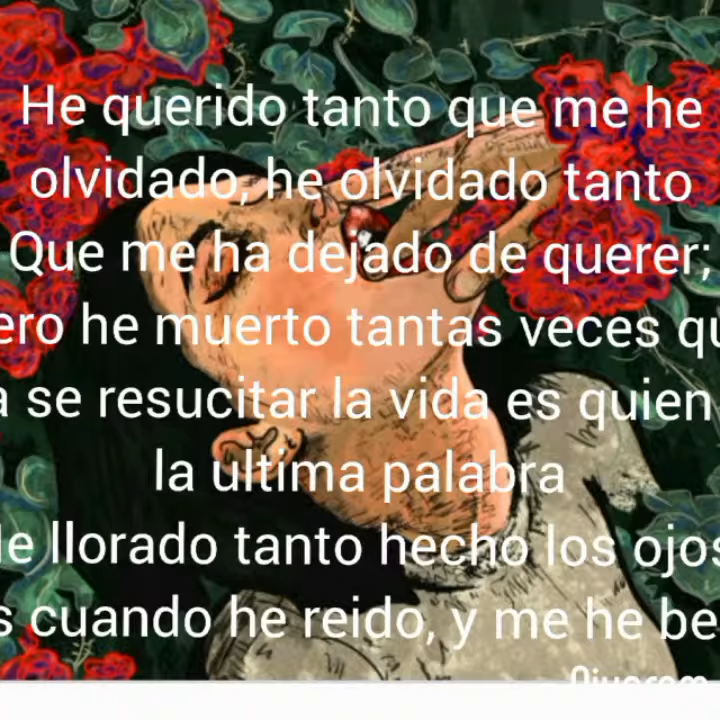 He querido tanto que me he
olvidado, he olvidado tanto
Que me ha dejado de querer;
ero he muerto tantas veces qu
a se resucitar la vida es quien
la ultima palabra
le llorado tanto hecho los ojos
s cuando he reido, y me he be